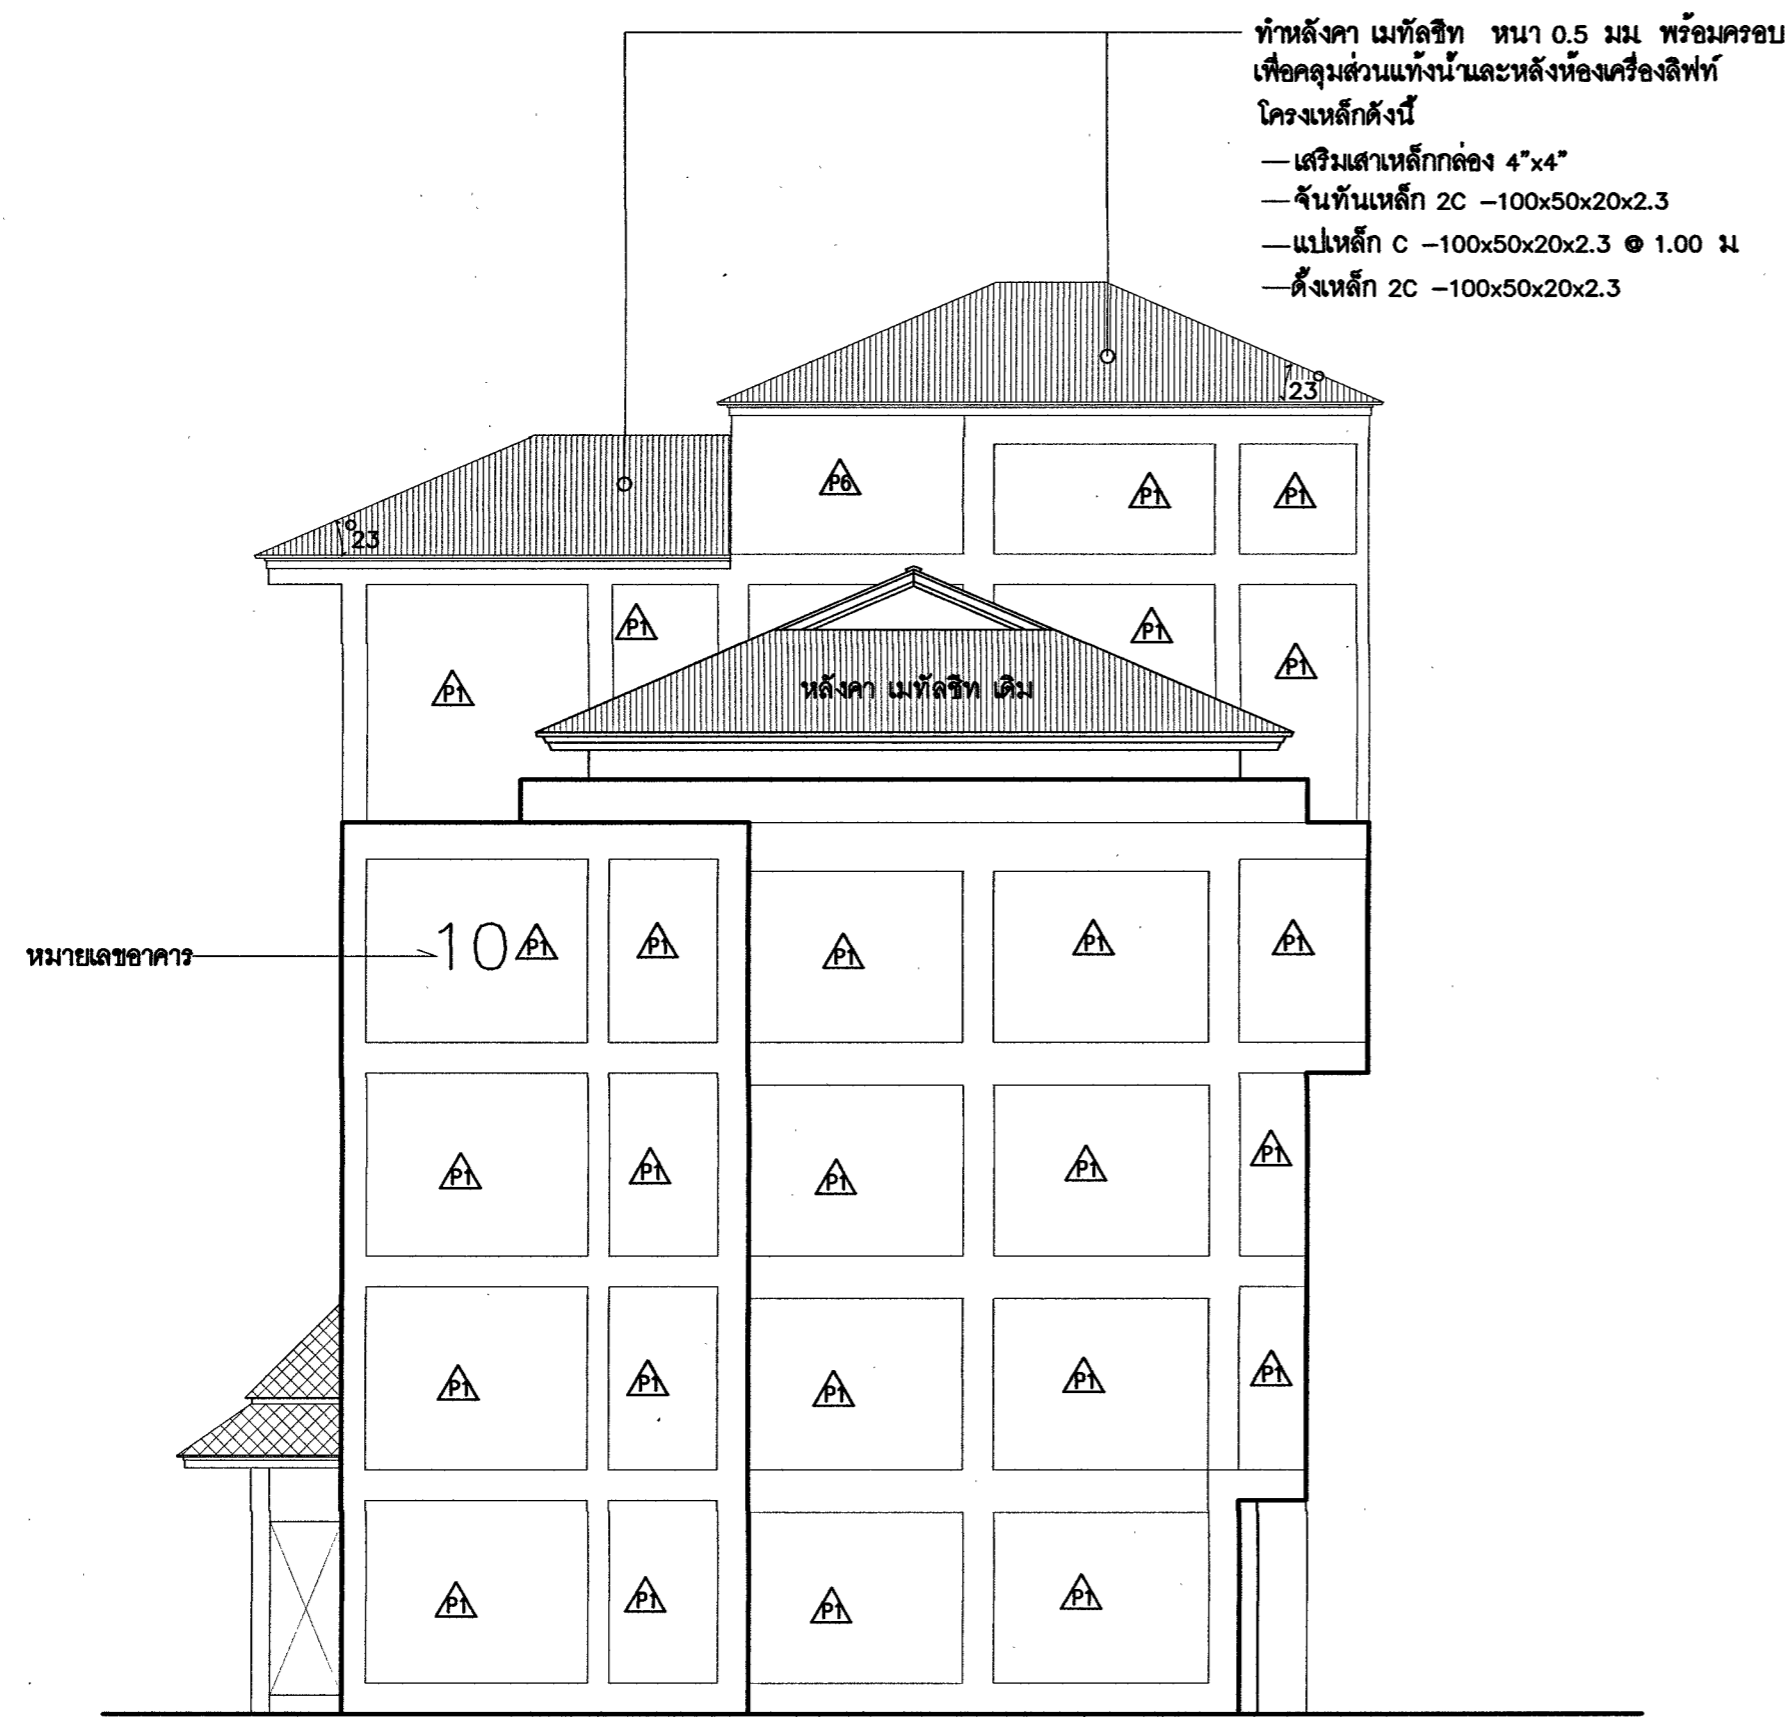 ทำหลังคา เมทัลชีท หนา 0.5 มม. พร้อมครอบ
เพื่อคลุมส่วนแท้งน้ำและหลังห้องเครื่องลิฟท์
โครงเหล็กดังนี้
—เสริมเสาเหล็กกล่อง 4"x4"
—จันทันเหล็ก 2C -100x50x20x2.3
—แปเหล็ก C -100x50x20x2.3 @ 1.00 ม.
—ดั้งเหล็ก 2C -100x50x20x2.3
23°
P6 P1 P1
23°
P1 P1 P1
P1
หลังคา เมทัลชีท เดิม
หมายเลขอาคาร 10 P1 P1 P1 P1 P1
P1 P1 P1 P1 P1
P1 P1 P1 P1 P1
P1 P1 P1 P1